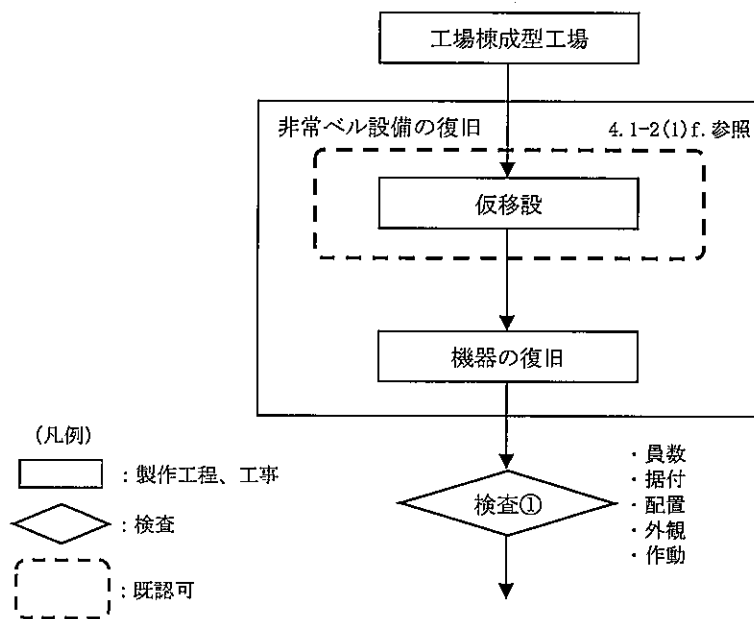 工場棟成型工場
非常ベル設備の復旧
4.1-2(1)f.参照
仮移設
機器の復旧
検査①
・員数
・据付
・配置
・外観
・作動
(凡例)
：製作工程、工事
：検査
：既認可